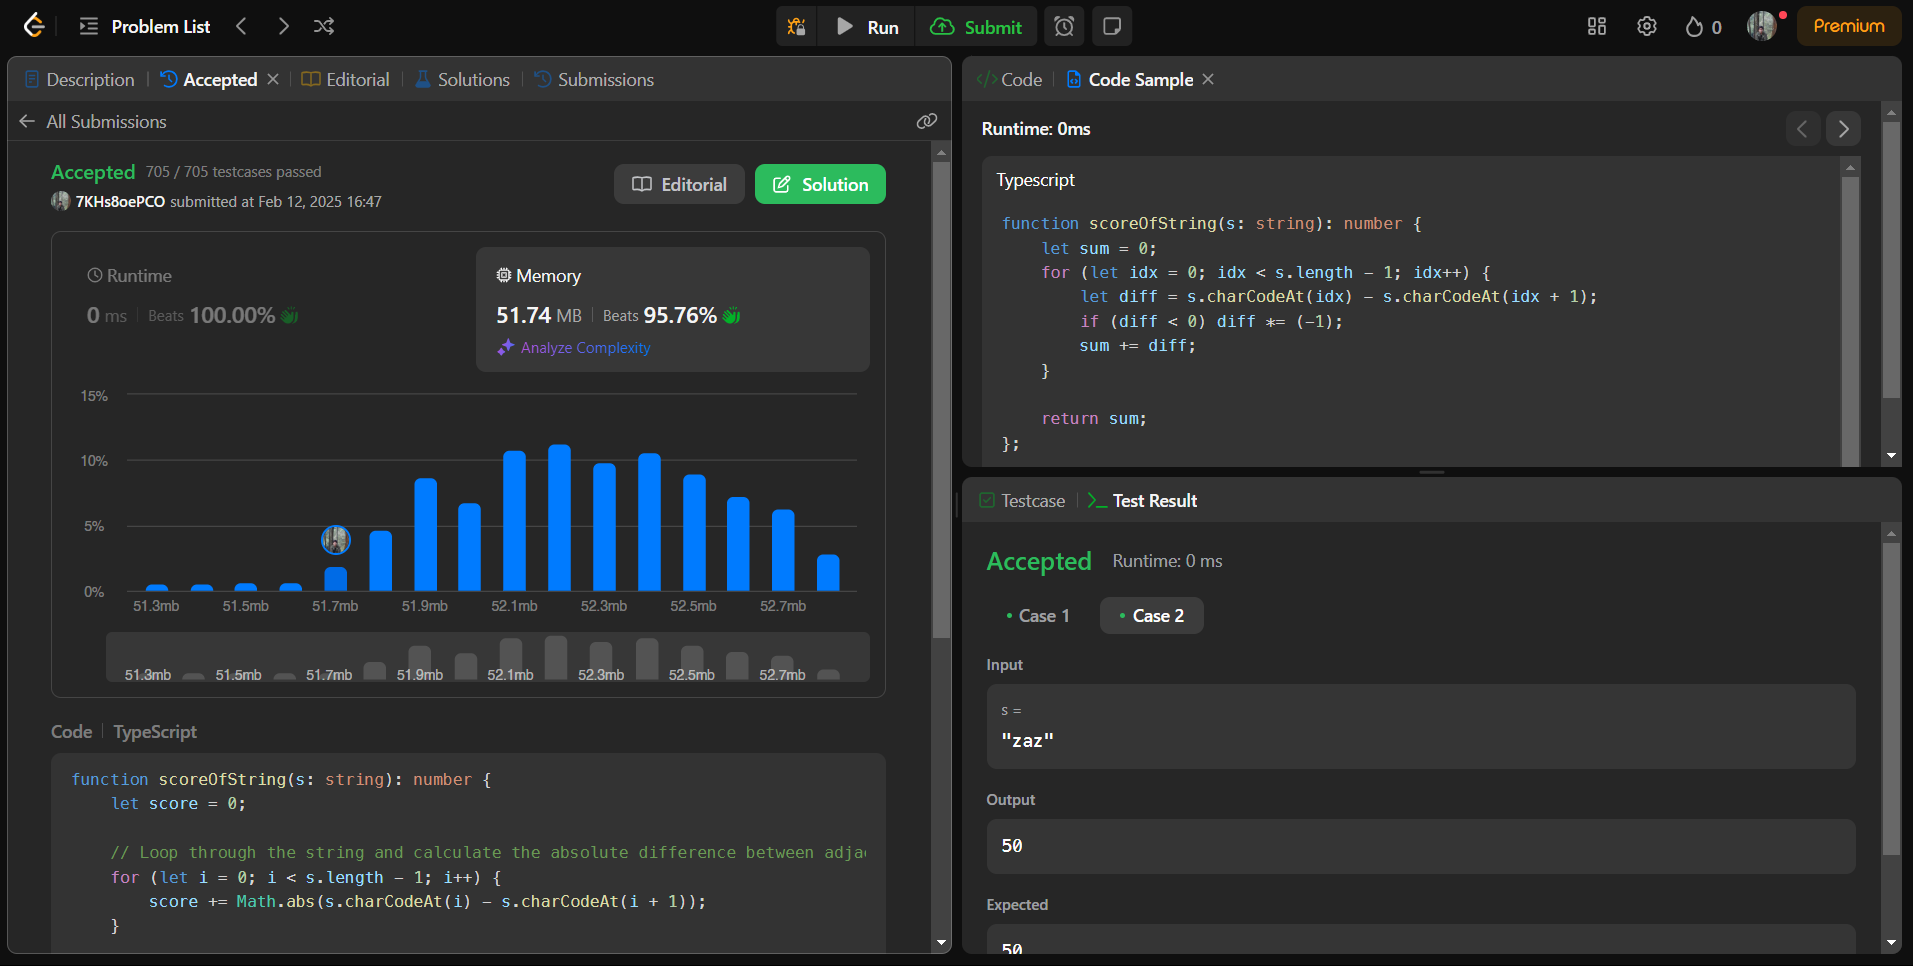 Problem List
Run
Submit
0
Premium
Description
Accepted
Editorial
Solutions
Submissions
All Submissions
Accepted 705 / 705 testcases passed
7KHs8oePCO submitted at Feb 12, 2025 16:47
Editorial
Solution
Runtime
0 ms Beats 100.00%
Memory
51.74 MB Beats 95.76%
Analyze Complexity
15%
10%
5%
0%
51.3mb 51.5mb 51.7mb 51.9mb 52.1mb 52.3mb 52.5mb 52.7mb
51.3mb 51.5mb 51.7mb 51.9mb 52.1mb 52.3mb 52.5mb 52.7mb
Code TypeScript
function scoreOfString(s: string): number {
let score = 0;
// Loop through the string and calculate the absolute difference between adja
for (let i = 0; i < s.length - 1; i++) {
score += Math.abs(s.charCodeAt(i) - s.charCodeAt(i + 1));
}
</> Code
Code Sample
Runtime: 0ms
Typescript
function scoreOfString(s: string): number {
let sum = 0;
for (let idx = 0; idx < s.length - 1; idx++) {
let diff = s.charCodeAt(idx) - s.charCodeAt(idx + 1);
if (diff < 0) diff *= (-1);
sum += diff;
}
return sum;
};
Testcase
Test Result
Accepted Runtime: 0 ms
Case 1
Case 2
Input
s =
"zaz"
Output
50
Expected
50